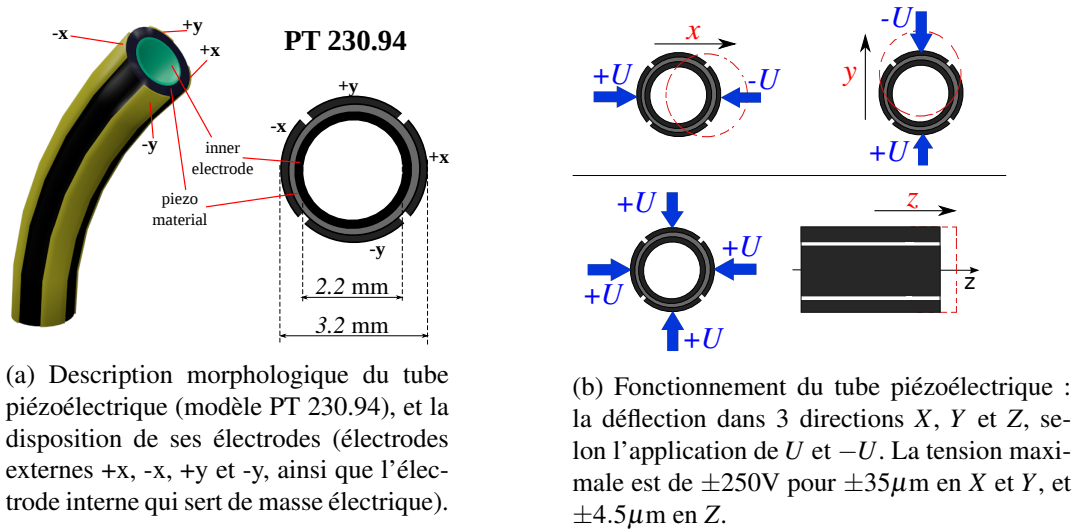 +y
-x
+x
-y
PT 230.94
+y
-x
+x
-y
inner
electrode
piezo
material
2.2 mm
3.2 mm
(a) Description morphologique du tube
piézoélectrique (modèle PT 230.94), et la
disposition de ses électrodes (électrodes
externes +x, -x, +y et -y, ainsi que l'élec-
trode interne qui sert de masse électrique).
x
+U
-U
-U
y
+U
+U
+U
+U
+U
z
z
(b) Fonctionnement du tube piézoélectrique :
la déflection dans 3 directions X, Y et Z, se-
lon l'application de U et −U. La tension maxi-
male est de ±250V pour ±35μm en X et Y, et
±4.5μm en Z.